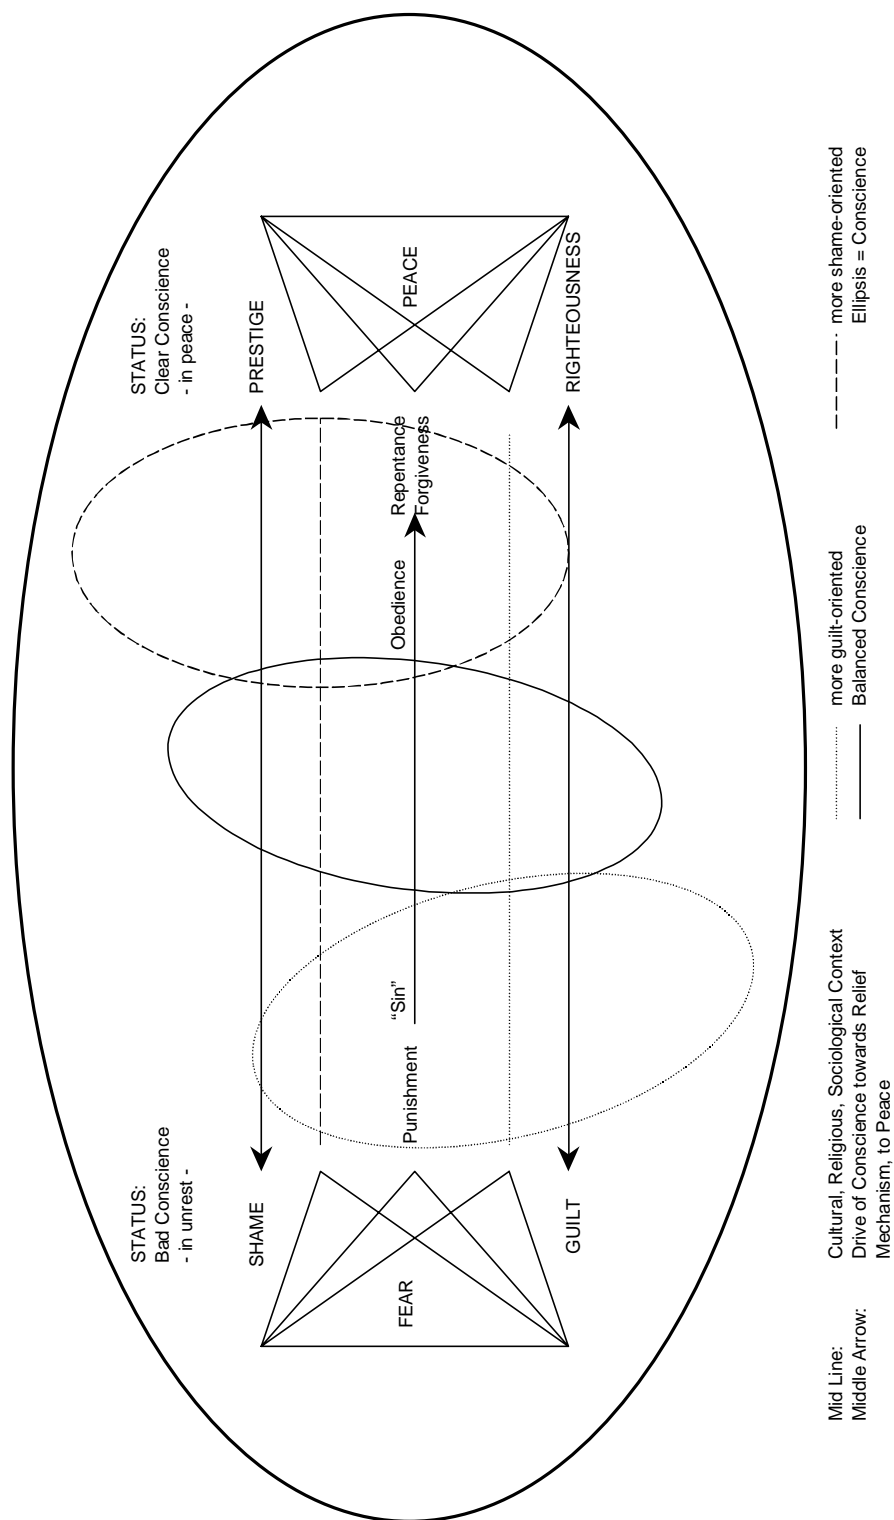 STATUS:
Bad Conscience
- in unrest -
STATUS:
Clear Conscience
- in peace -
SHAME
PRESTIGE
FEAR
Punishment
“Sin”
Obedience
Repentance
Forgiveness
PEACE
GUILT
RIGHTEOUSNESS
Mid Line: Cultural, Religious, Sociological Context
Middle Arrow: Drive of Conscience towards Relief
Mechanism, to Peace
more guilt-oriented
Balanced Conscience
more shame-oriented
Ellipsis = Conscience